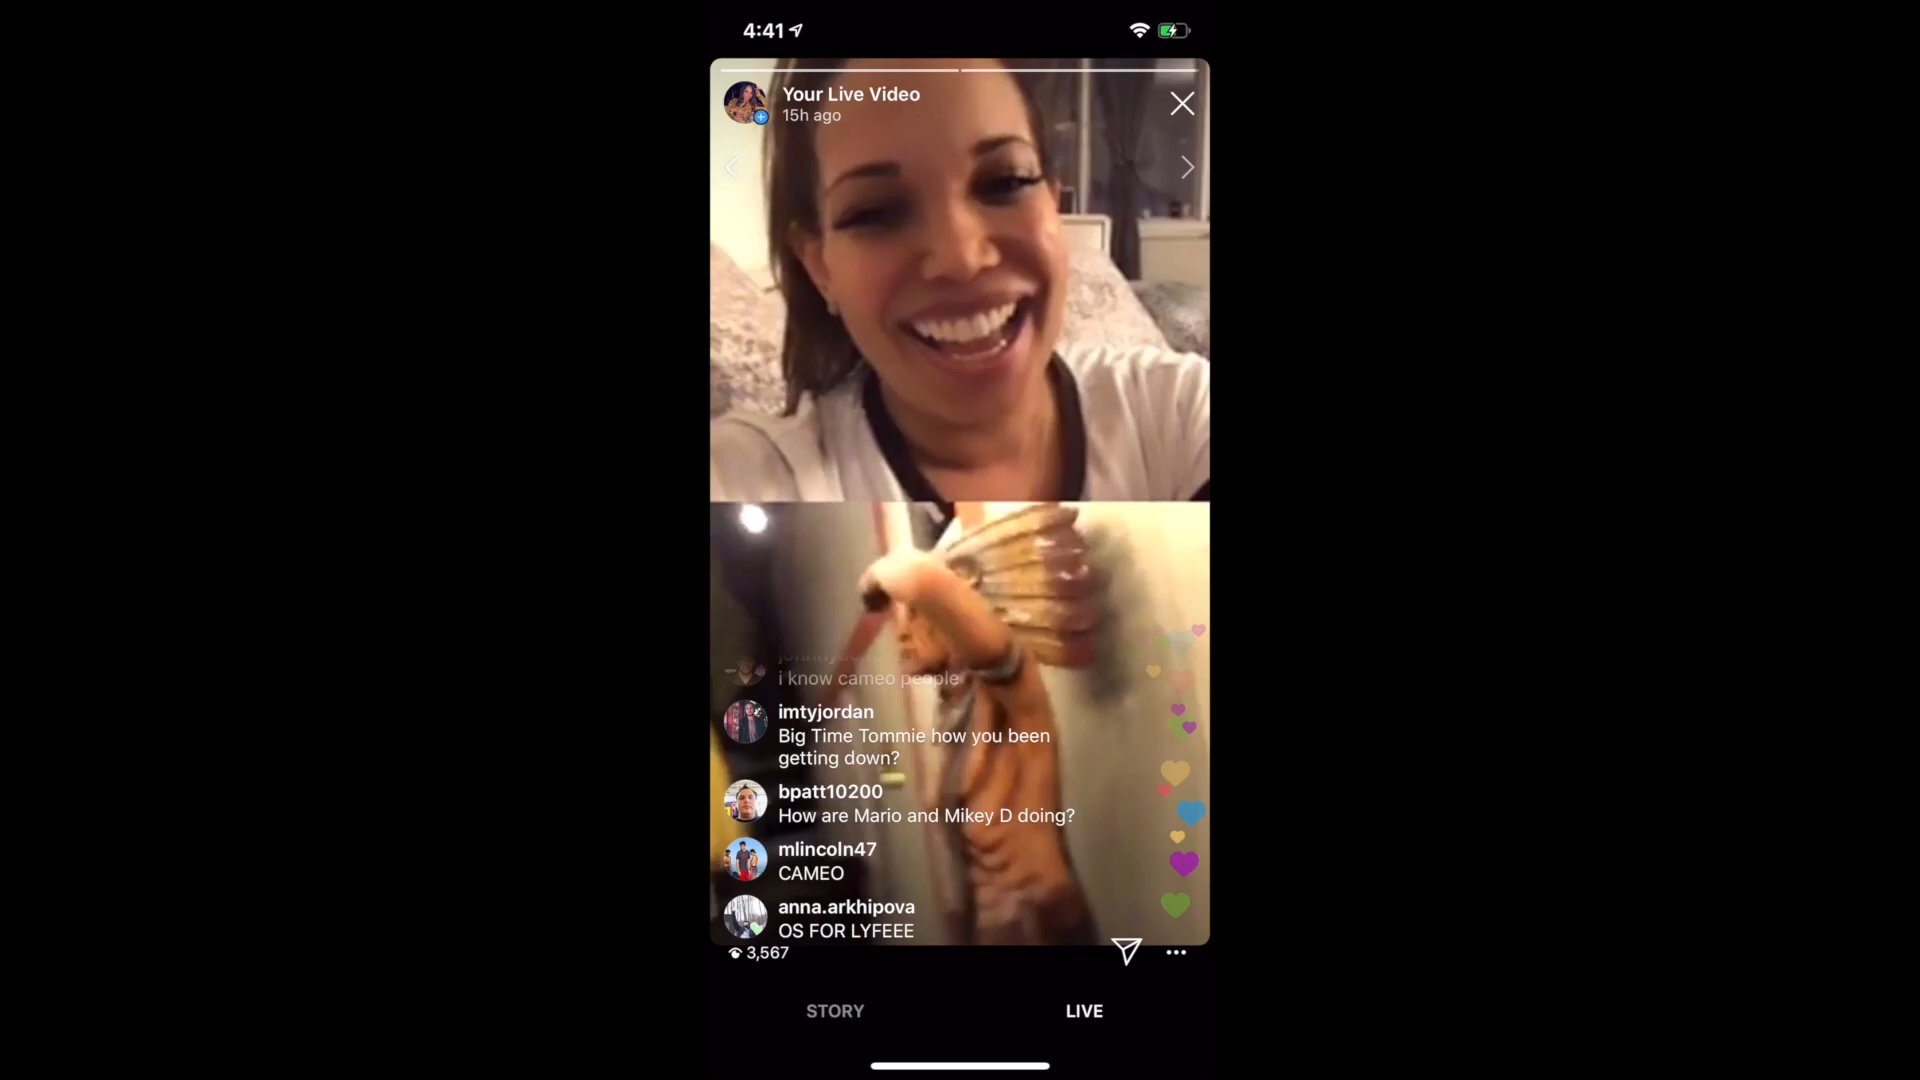 4:41
Your Live Video
15h ago
i know cameo people
imtyjordan
Big Time Tommie how you been
getting down?
bpatt10200
How are Mario and Mikey D doing?
mlincoln47
CAMEO
anna.arkhipova
OS FOR LYFEEE
3,567
STORY
LIVE